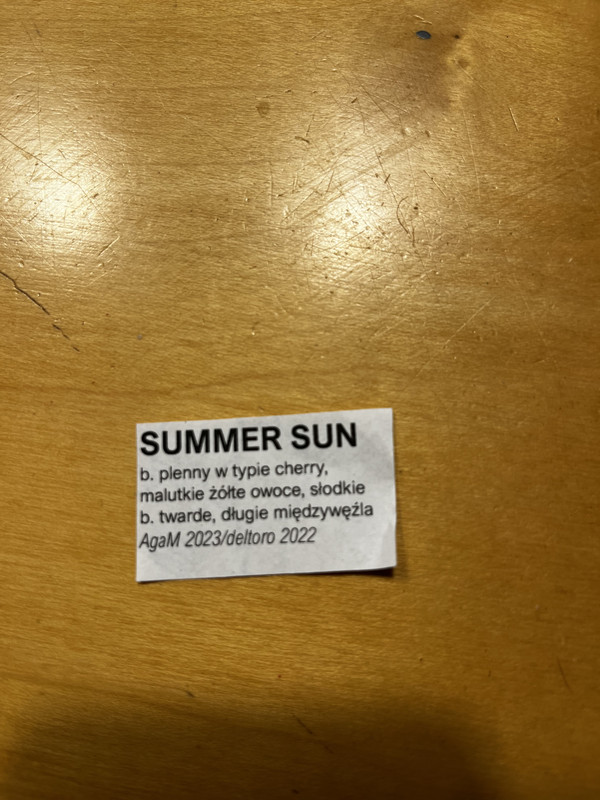 SUMMER SUN
b. plenny w typie cherry,
malutkie żółte owoce, słodkie
b. twarde, długie międzywęźla
AgaM 2023/deltoro 2022